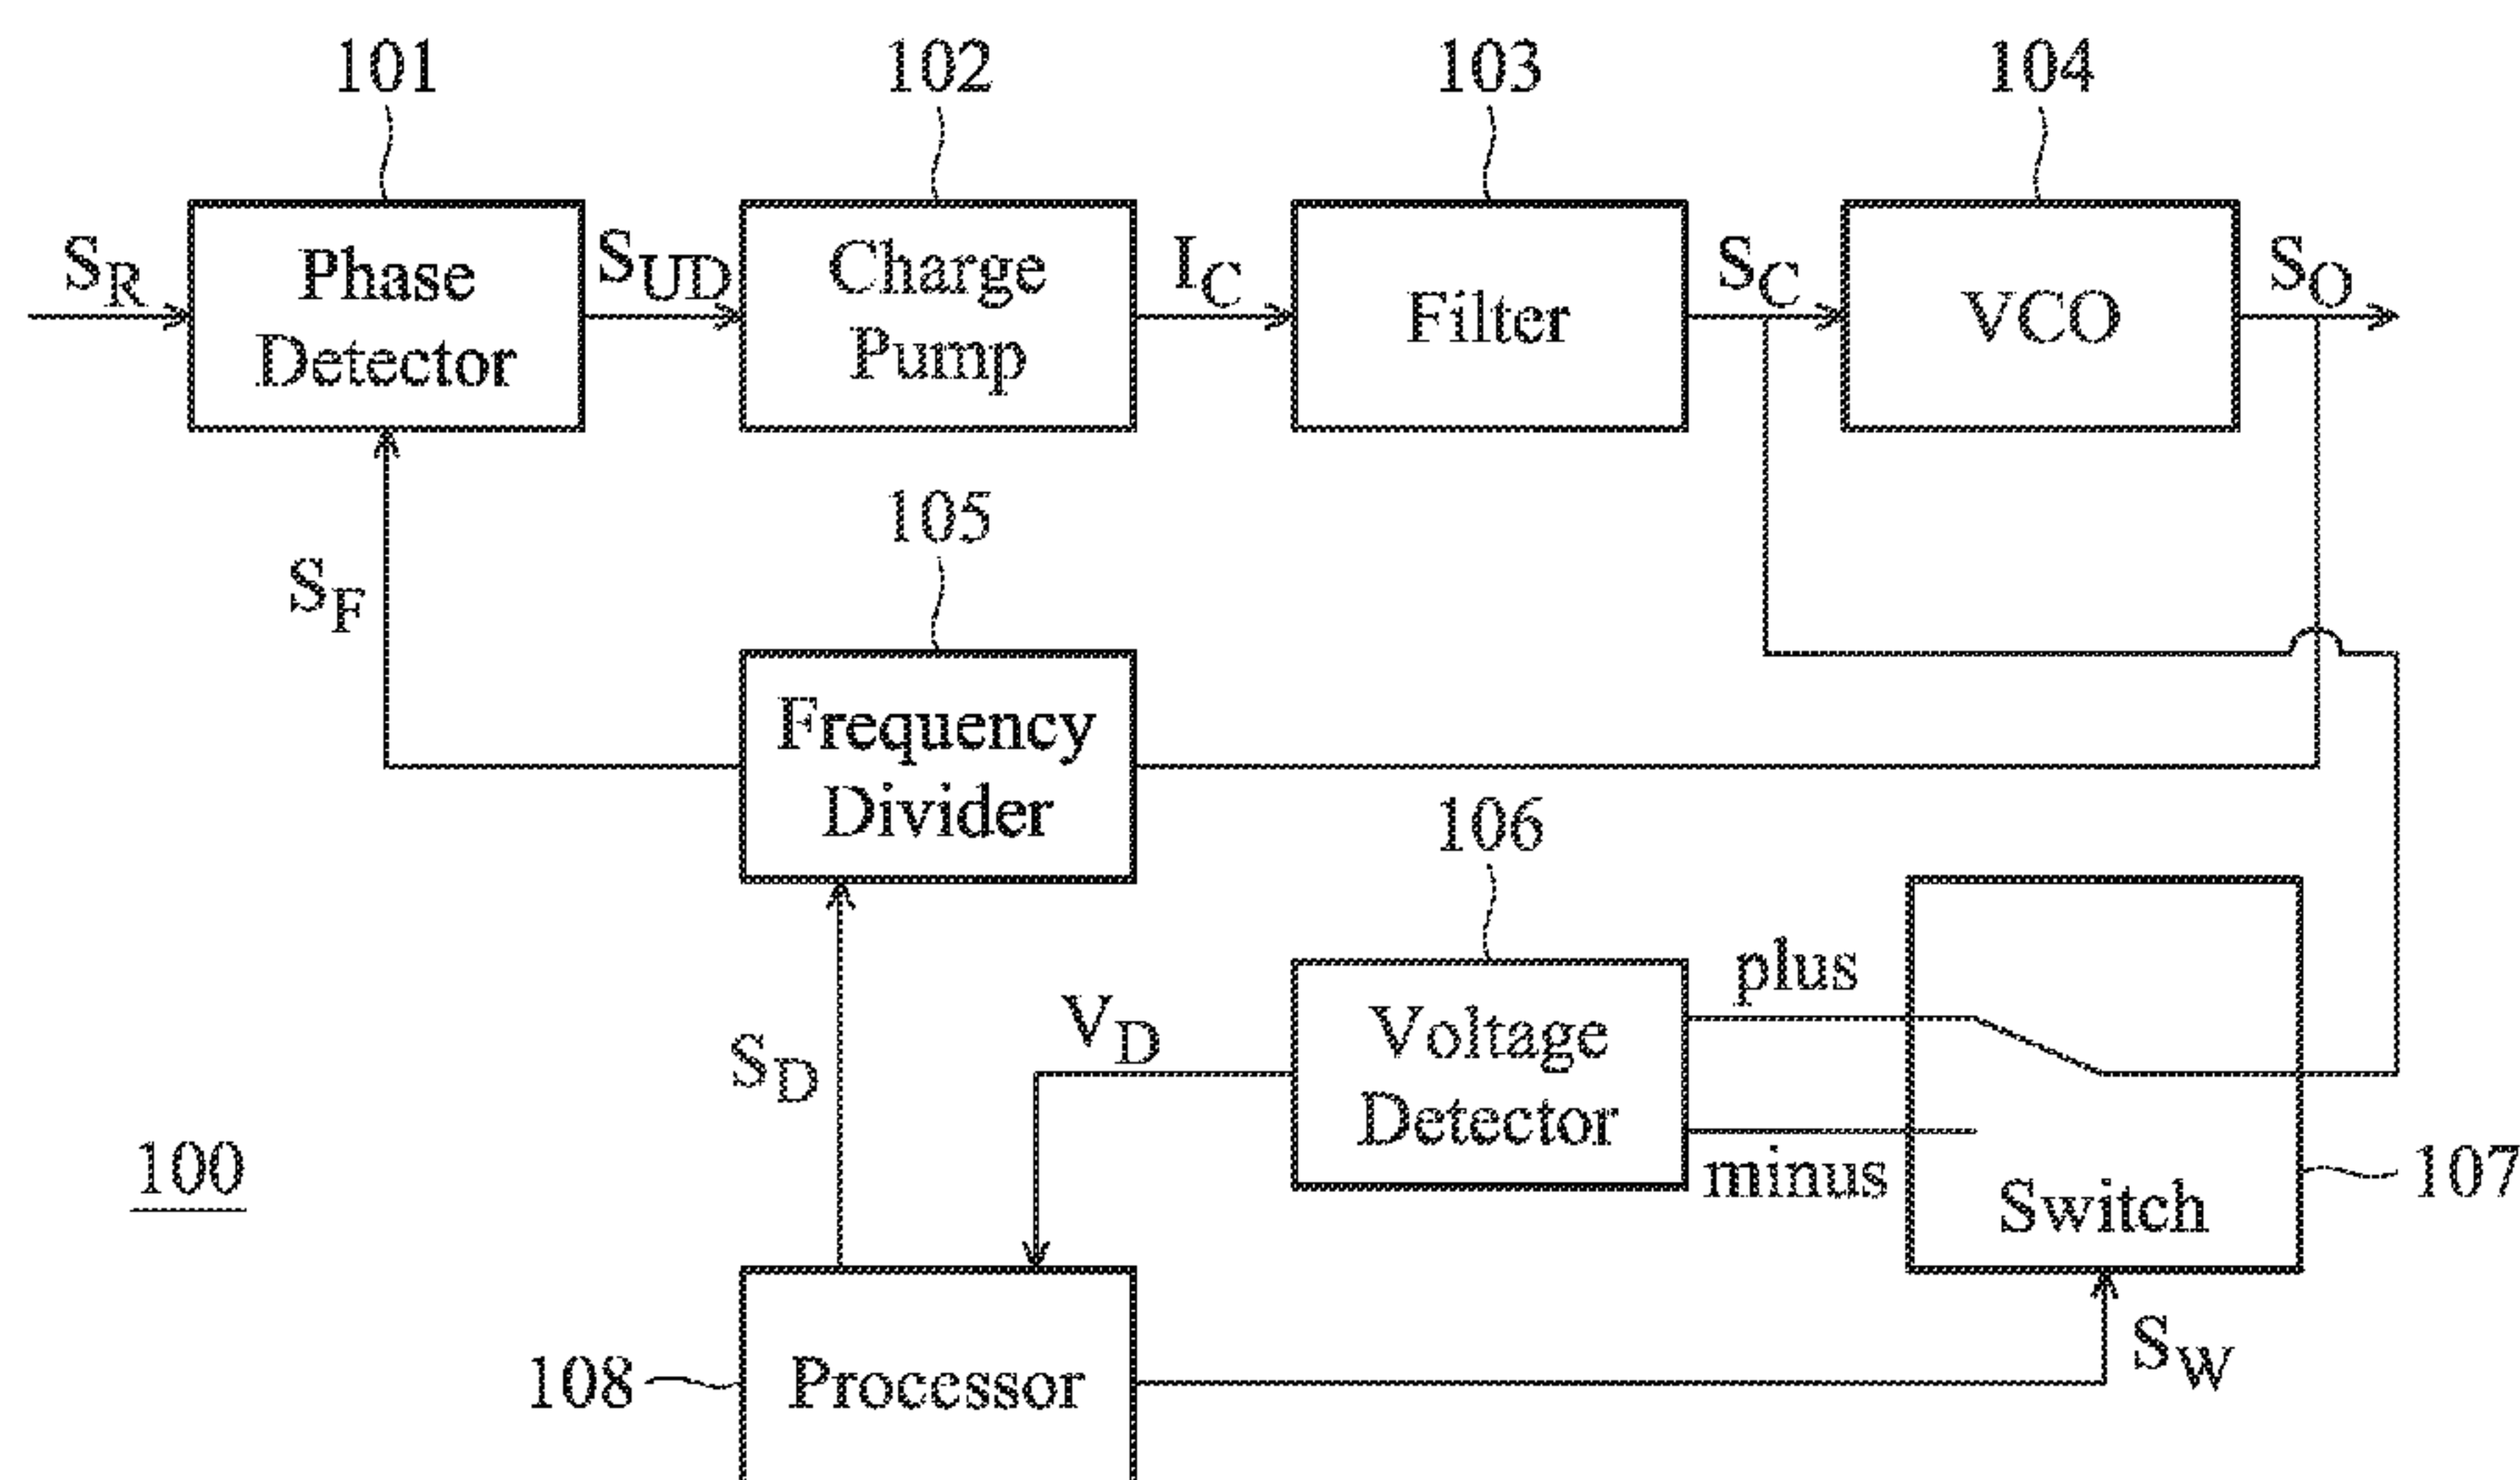 101
102
103
104
S_R
Phase
Detector
S_UD
Charge
Pump
I_C
Filter
S_C
VCO
S_O
105
S_F
Frequency
Divider
106
plus
V_D
Voltage
Detector
S_D
minus
100
Switch
107
S_W
108
Processor